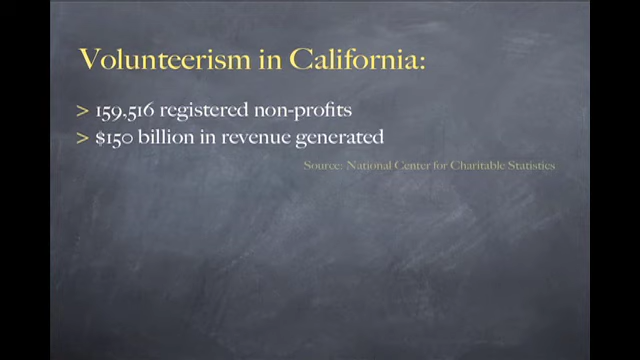 Volunteerism in California:
> 159,516 registered non-profits
> $150 billion in revenue generated
Source: National Center for Charitable Statistics